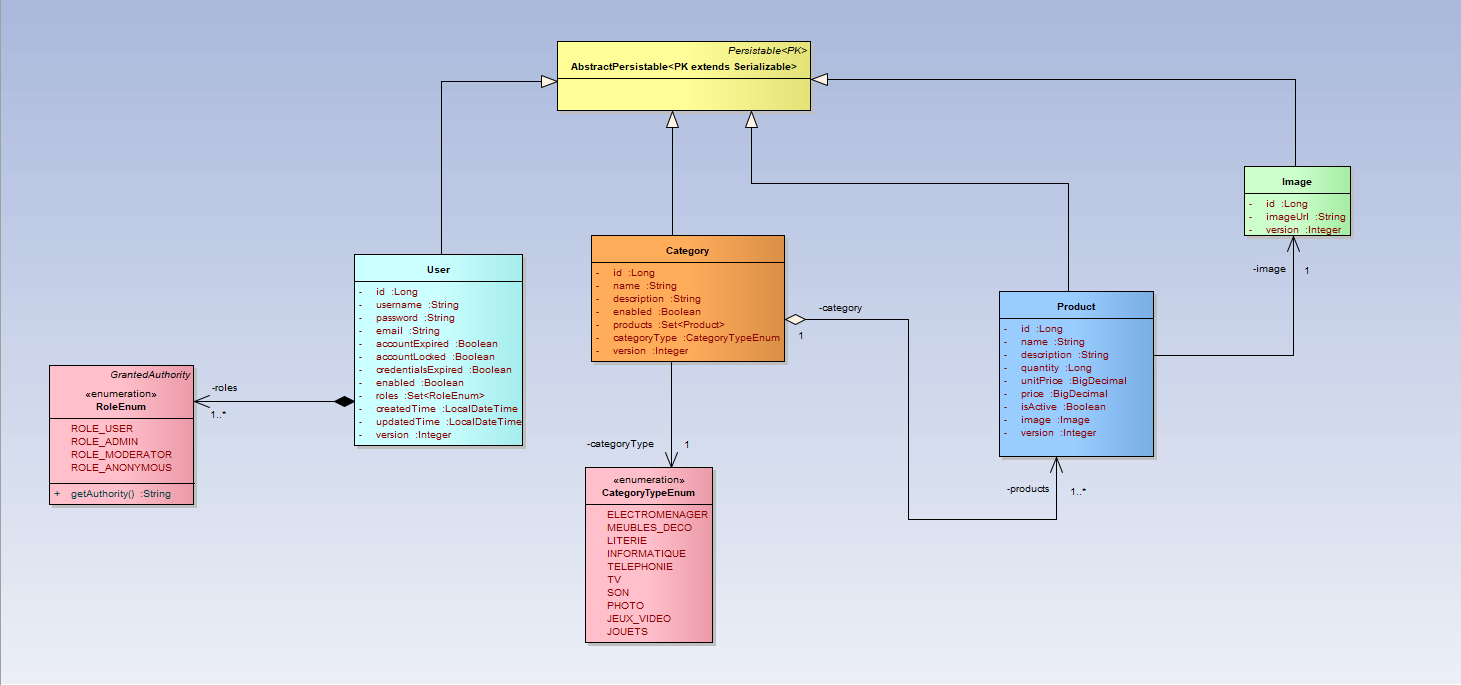 Persistable<PK>
AbstractPersistable<PK extends Serializable>
Image
- id :Long
- imageUrl :String
- version :Integer
-image 1
User
- id :Long
- username :String
- password :String
- email :String
- accountExpired :Boolean
- accountLocked :Boolean
- credentialsExpired :Boolean
- enabled :Boolean
- roles :Set<RoleEnum>
- createdTime :LocalDateTime
- updatedTime :LocalDateTime
- version :Integer
Category
- id :Long
- name :String
- description :String
- enabled :Boolean
- products :Set<Product>
- categoryType :CategoryTypeEnum
- version :Integer
-category
1
Product
- id :Long
- name :String
- description :String
- quantity :Long
- unitPrice :BigDecimal
- price :BigDecimal
- isActive :Boolean
- image :Image
- version :Integer
GrantedAuthority
«enumeration»
RoleEnum
ROLE_USER
ROLE_ADMIN
ROLE_MODERATOR
ROLE_ANONYMOUS
+ getAuthority() :String
-roles
1..*
-categoryType 1
«enumeration»
CategoryTypeEnum
ELECTROMENAGER
MEUBLES_DECO
LITERIE
INFORMATIQUE
TELEPHONIE
TV
SON
PHOTO
JEUX_VIDEO
JOUETS
-products 1..*